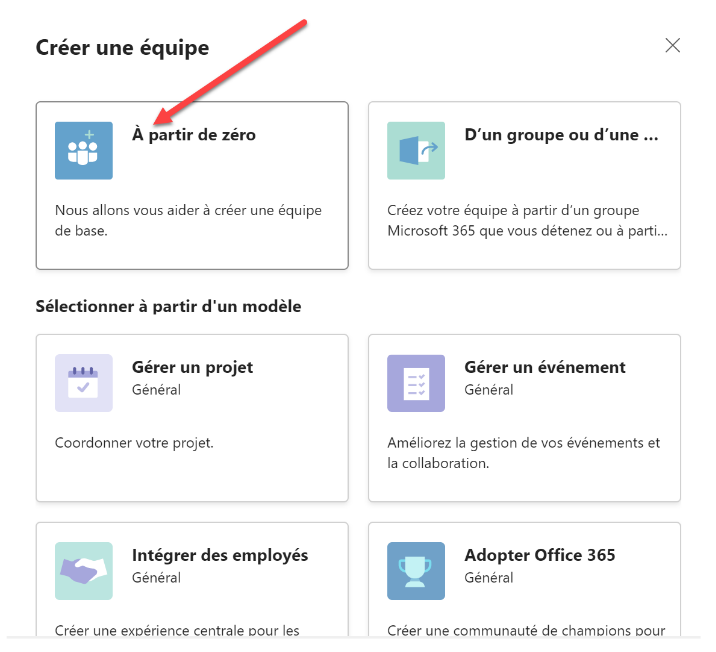 Créer une équipe
À partir de zéro
Nous allons vous aider à créer une équipe
de base.
D’un groupe ou d’une ...
Créez votre équipe à partir d’un groupe
Microsoft 365 que vous détenez ou à parti...
Sélectionner à partir d'un modèle
Gérer un projet
Général
Coordonner votre projet.
Gérer un événement
Général
Améliorez la gestion de vos événements et
la collaboration.
Intégrer des employés
Général
Créer une expérience centrale pour les
Adopter Office 365
Général
Créer une communauté de champions pour